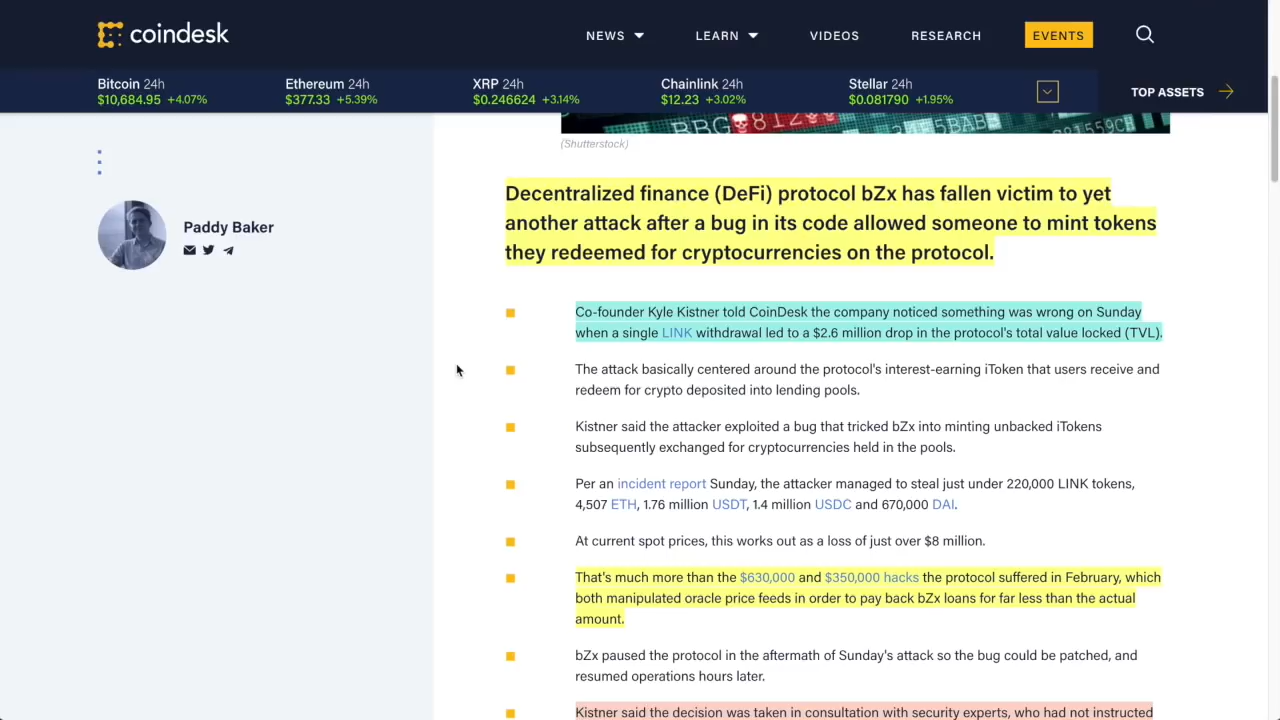 coindesk
NEWS LEARN VIDEOS RESEARCH EVENTS
Bitcoin 24h Ethereum 24h XRP 24h Chainlink 24h Stellar 24h
$10,684.95 +4.07% $377.33 +5.39% $0.246624 +3.14% $12.23 +3.02% $0.081790 +1.95%
TOP ASSETS
BBG 81299 5BAB 81559C
(Shutterstock)
Paddy Baker
Decentralized finance (DeFi) protocol bZx has fallen victim to yet
another attack after a bug in its code allowed someone to mint tokens
they redeemed for cryptocurrencies on the protocol.
Co-founder Kyle Kistner told CoinDesk the company noticed something was wrong on Sunday
when a single LINK withdrawal led to a $2.6 million drop in the protocol's total value locked (TVL).
The attack basically centered around the protocol's interest-earning iToken that users receive and
redeem for crypto deposited into lending pools.
Kistner said the attacker exploited a bug that tricked bZx into minting unbacked iTokens
subsequently exchanged for cryptocurrencies held in the pools.
Per an incident report Sunday, the attacker managed to steal just under 220,000 LINK tokens,
4,507 ETH, 1.76 million USDT, 1.4 million USDC and 670,000 DAI.
At current spot prices, this works out as a loss of just over $8 million.
That's much more than the $630,000 and $350,000 hacks the protocol suffered in February, which
both manipulated oracle price feeds in order to pay back bZx loans for far less than the actual
amount.
bZx paused the protocol in the aftermath of Sunday's attack so the bug could be patched, and
resumed operations hours later.
Kistner said the decision was taken in consultation with security experts, who had not instructed